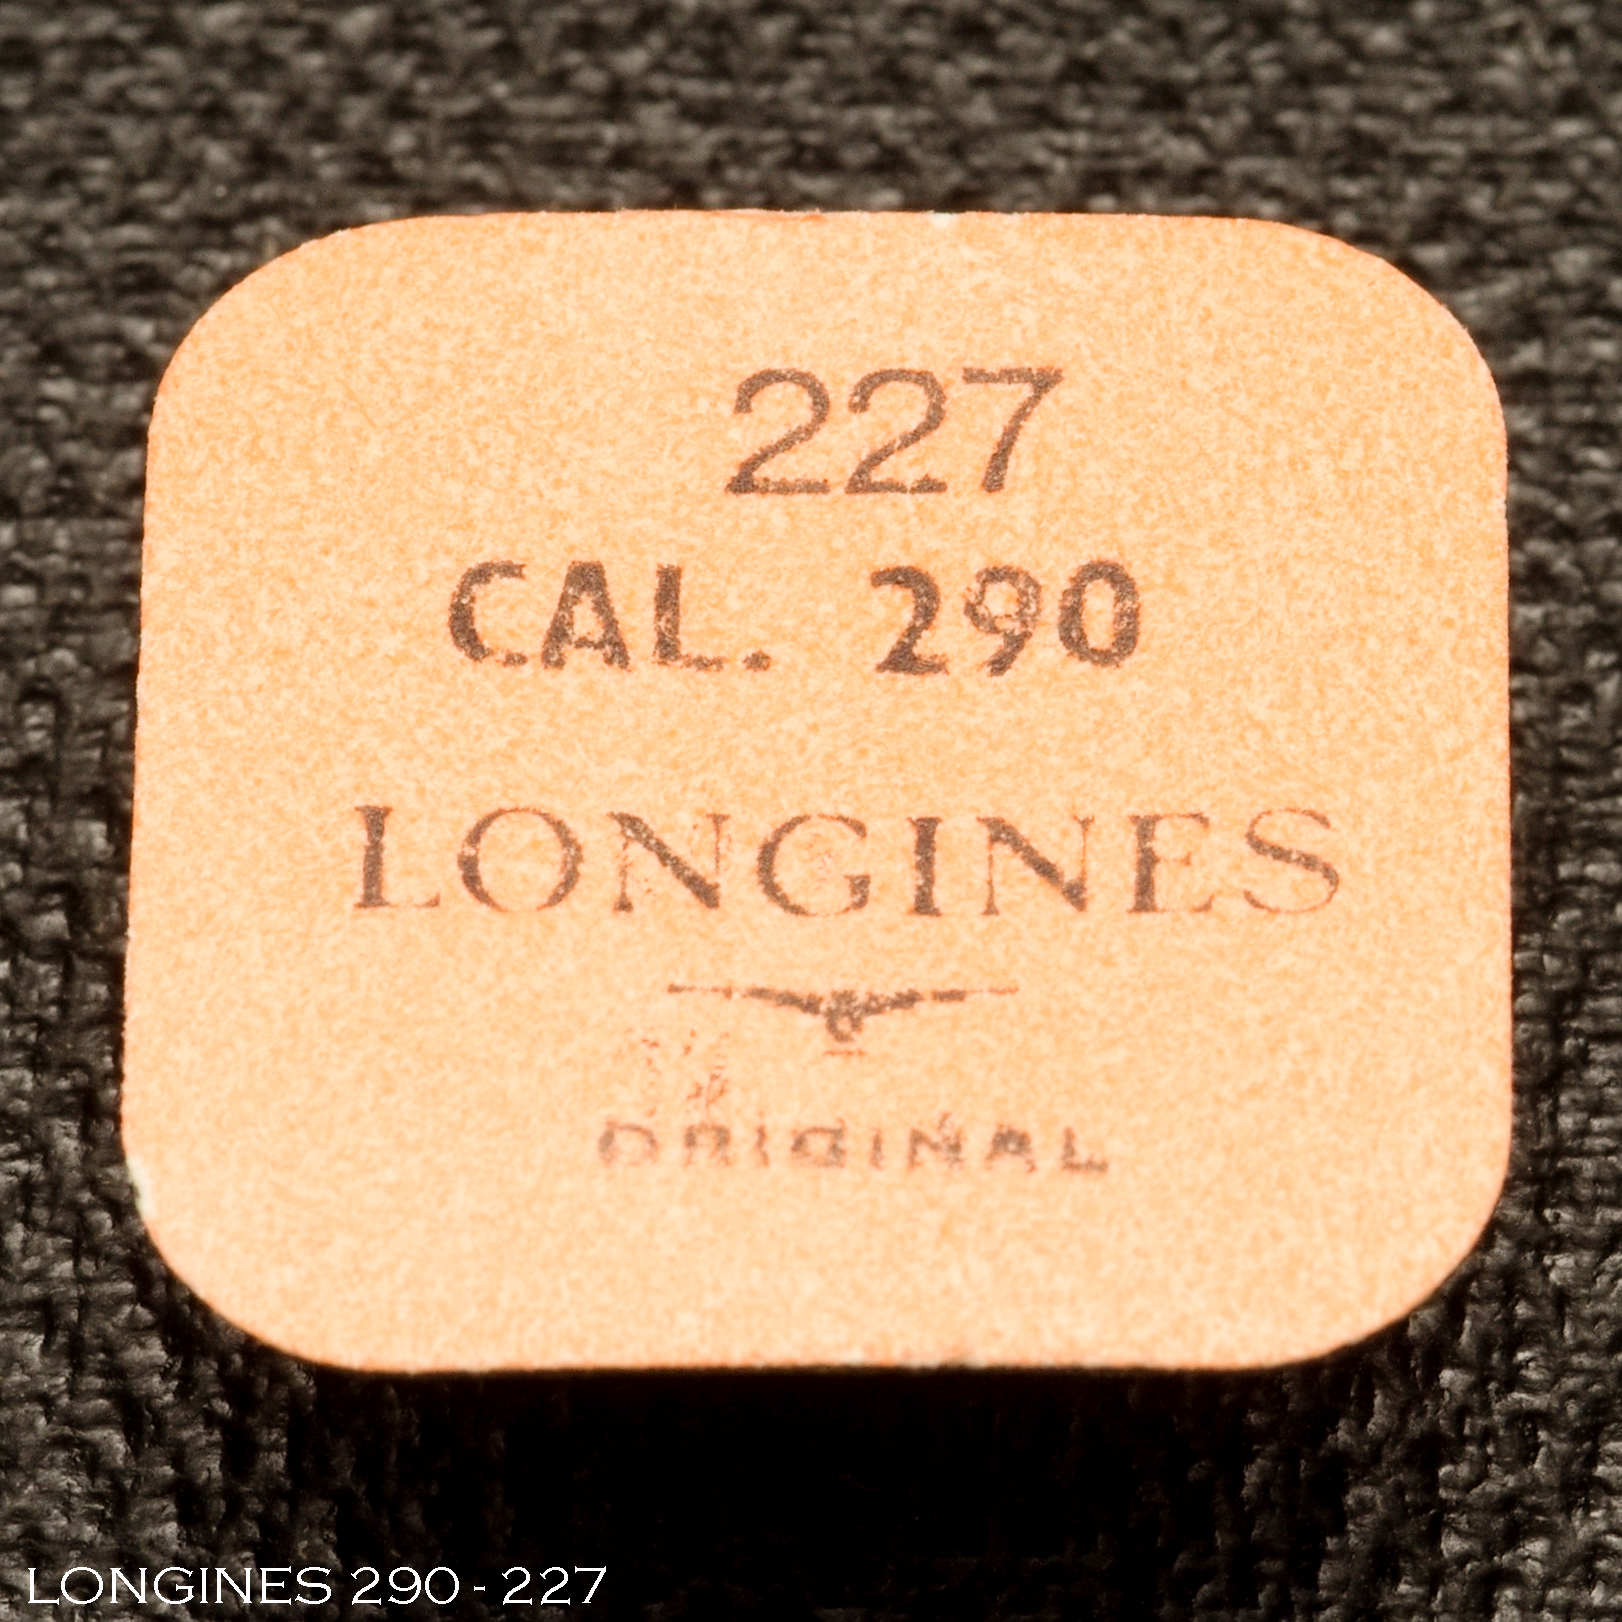 227
CAL. 290
LONGINES
ORIGINAL
LONGINES 290 - 227